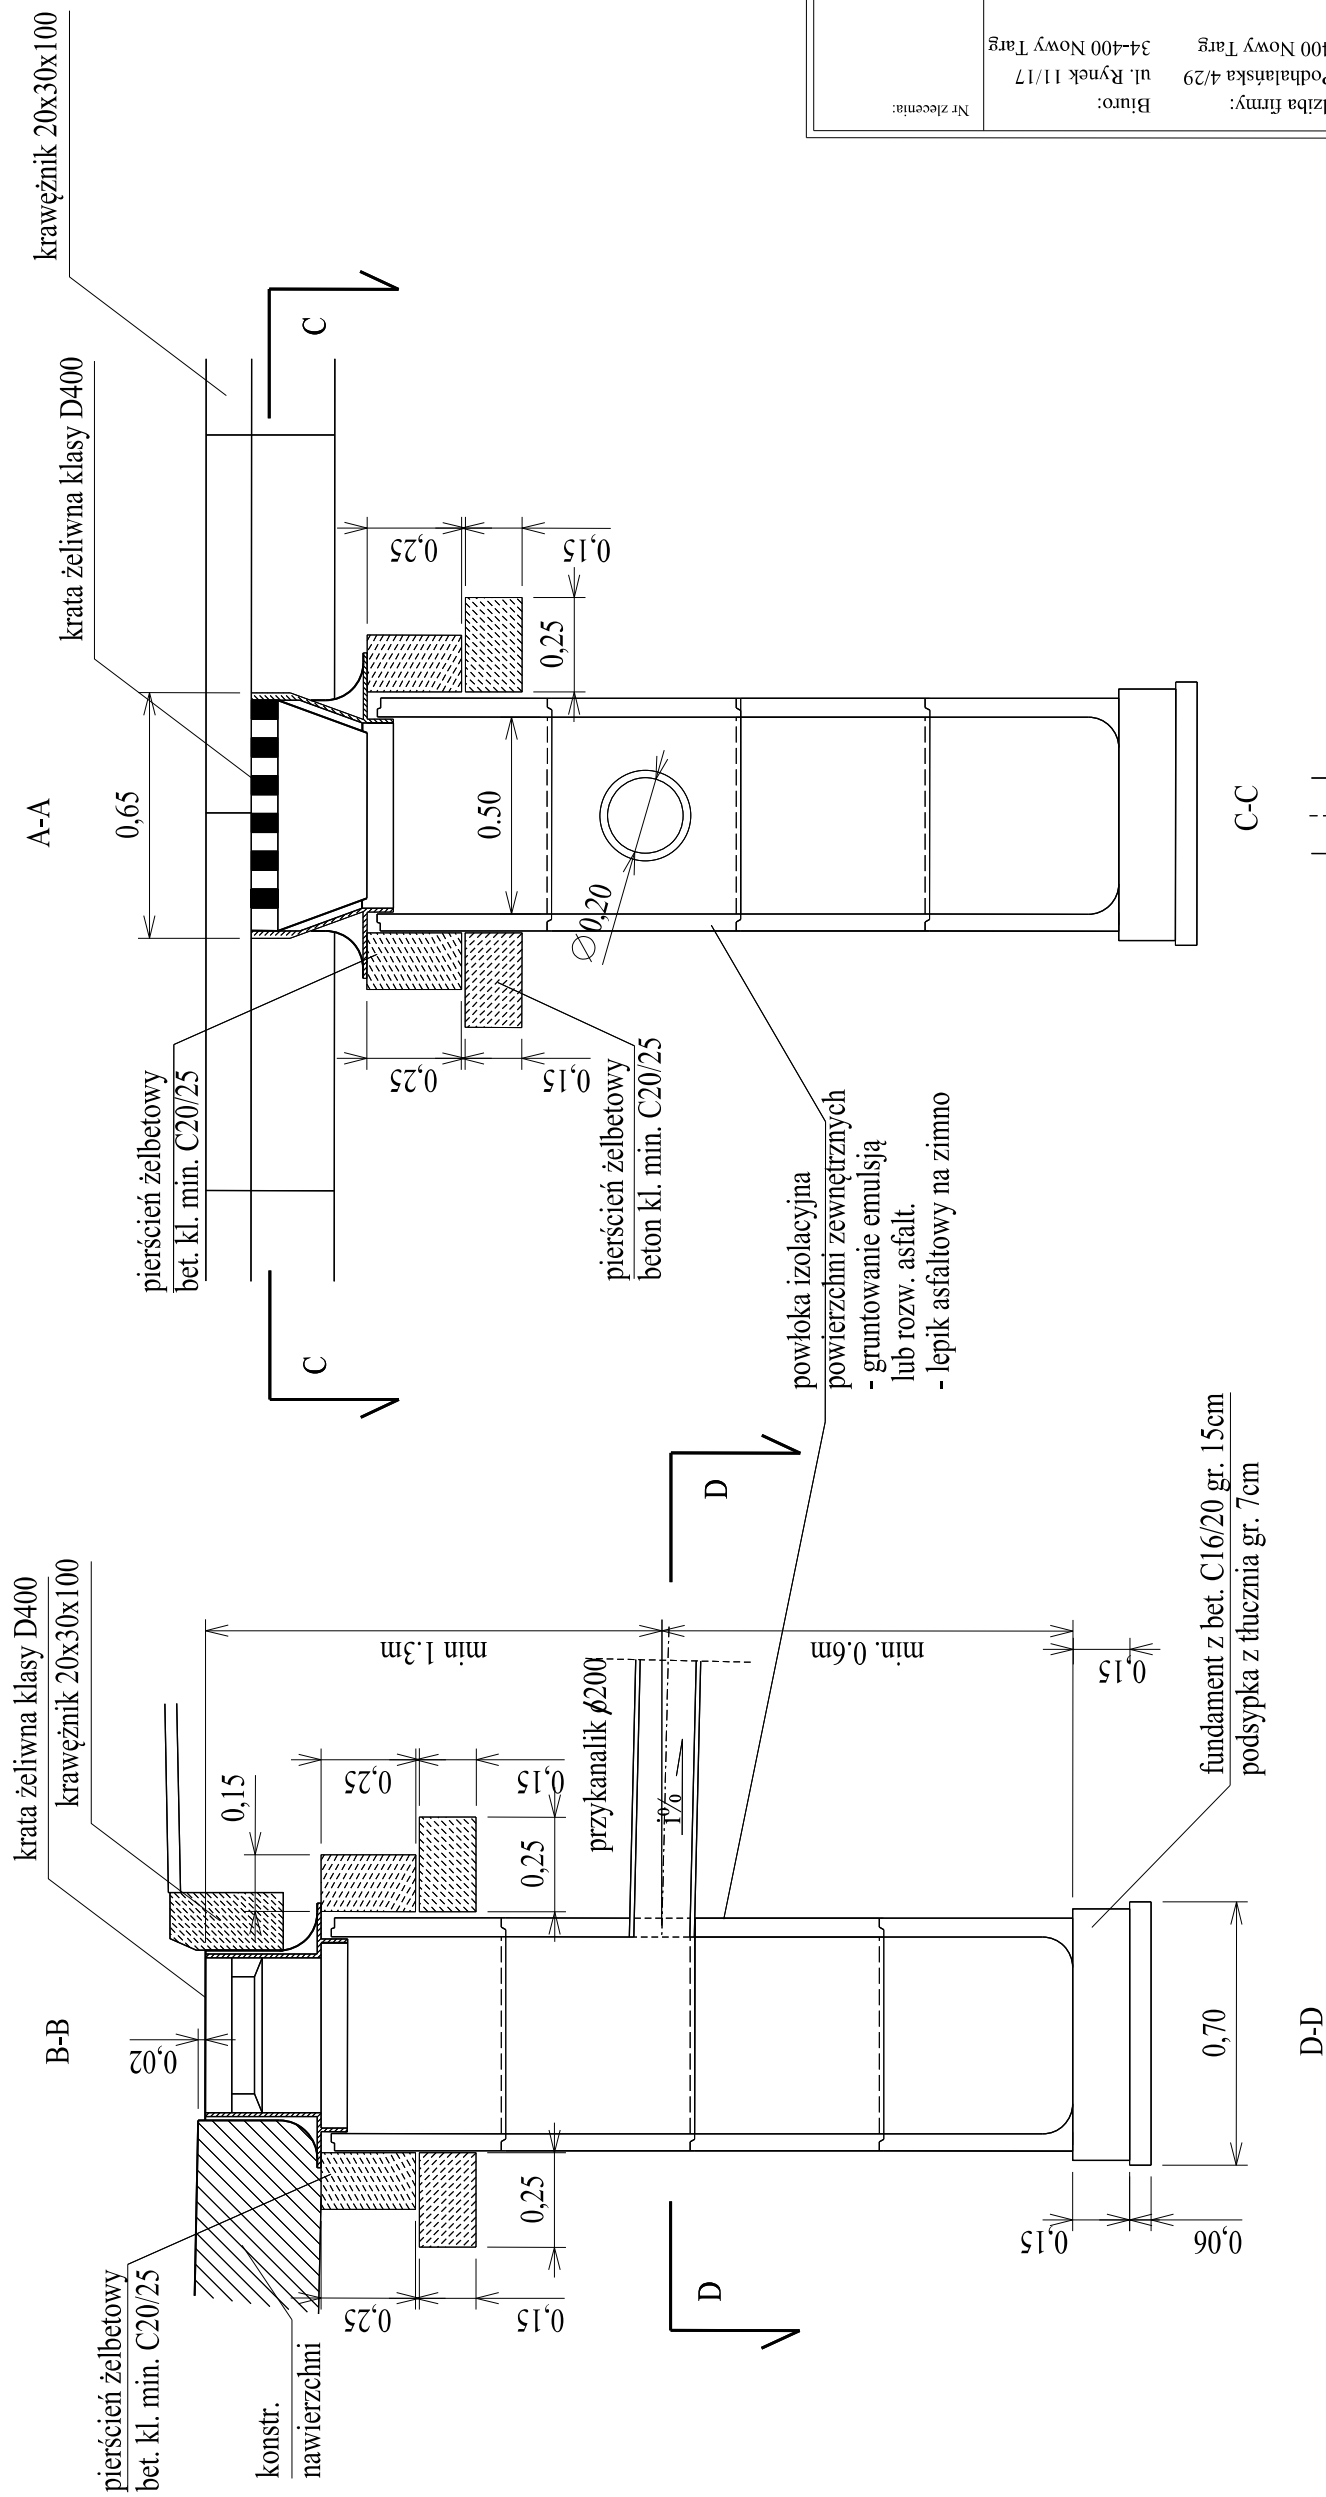 B-B
krata żeliwna klasy D400
krawężnik 20x30x100
0,02
0,15
pierścień żelbetowy
bet. kl. min. C20/25
konstr.
nawierzchni
0,25
0,15
0,25
0,25
0,15
0,25
przykanalik ø200
i%
min 1.3m
min. 0.6m
0,15
D
D
0,15
0,06
0,70
fundament z bet. C16/20 gr. 15cm
podsypka z tłucznia gr. 7cm
D-D
powłoka izolacyjna
powierzchni zewnętrznych
- gruntowanie emulsją
lub rozw. asfalt.
- lepik asfaltowy na zimno
A-A
krawężnik 20x30x100
krata żeliwna klasy D400
0,65
C
C
pierścień żelbetowy
bet. kl. min. C20/25
0,25
0,15
pierścień żelbetowy
beton kl. min. C20/25
0,25
0,15
0,25
0.50
∅0,20
C-C
Nr zlecenia:
Biuro:
ul. Rynek 11/17
34-400 Nowy Targ
dziba firmy:
Podhalańska 4/29
400 Nowy Targ